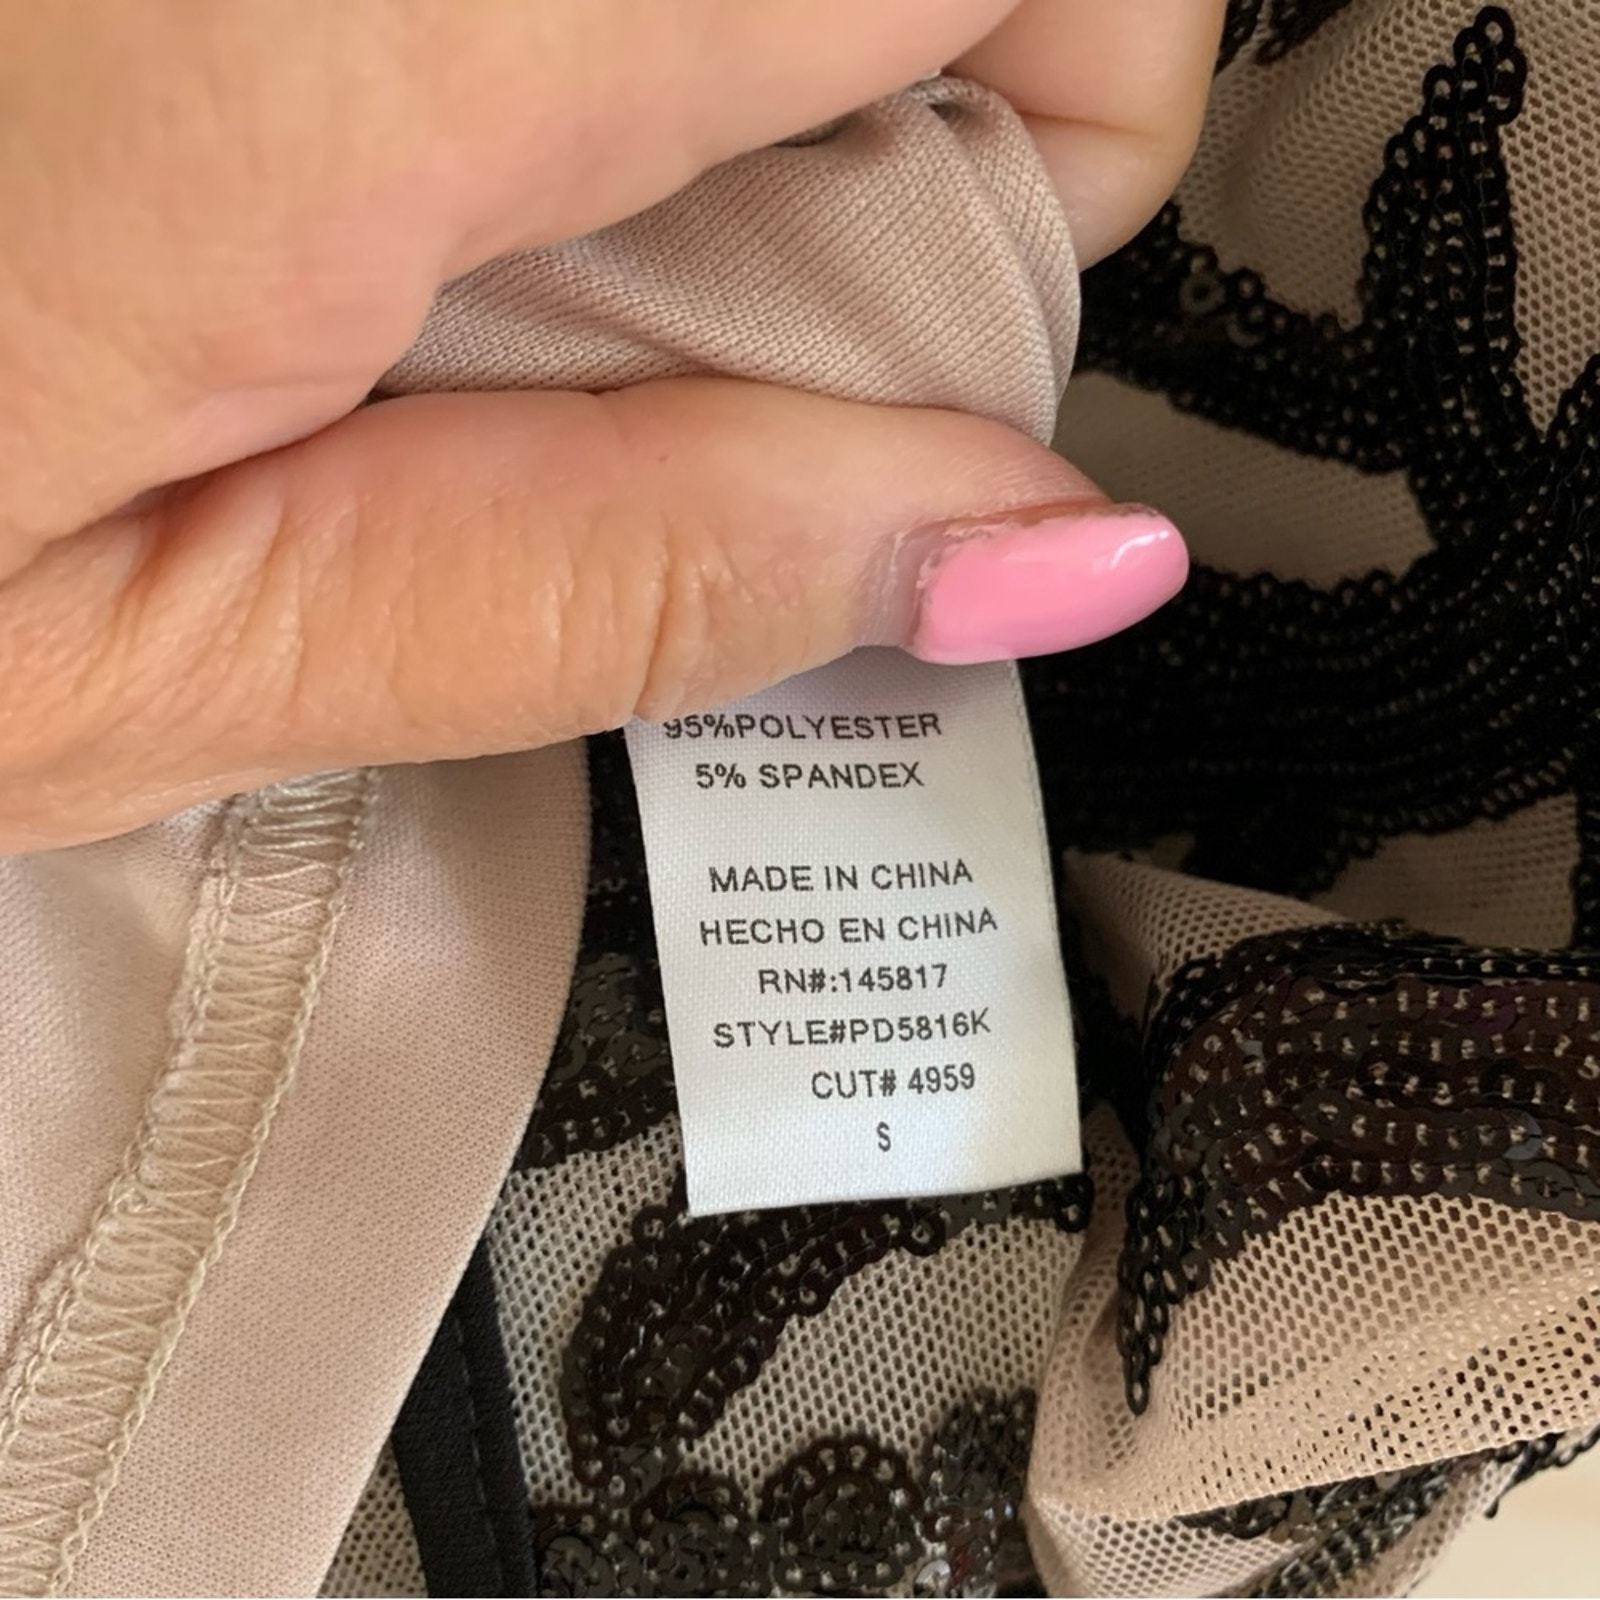 95%POLYESTER
5% SPANDEX
MADE IN CHINA
HECHO EN CHINA
RN#:145817
STYLE#PD5816K
CUT# 4959
S